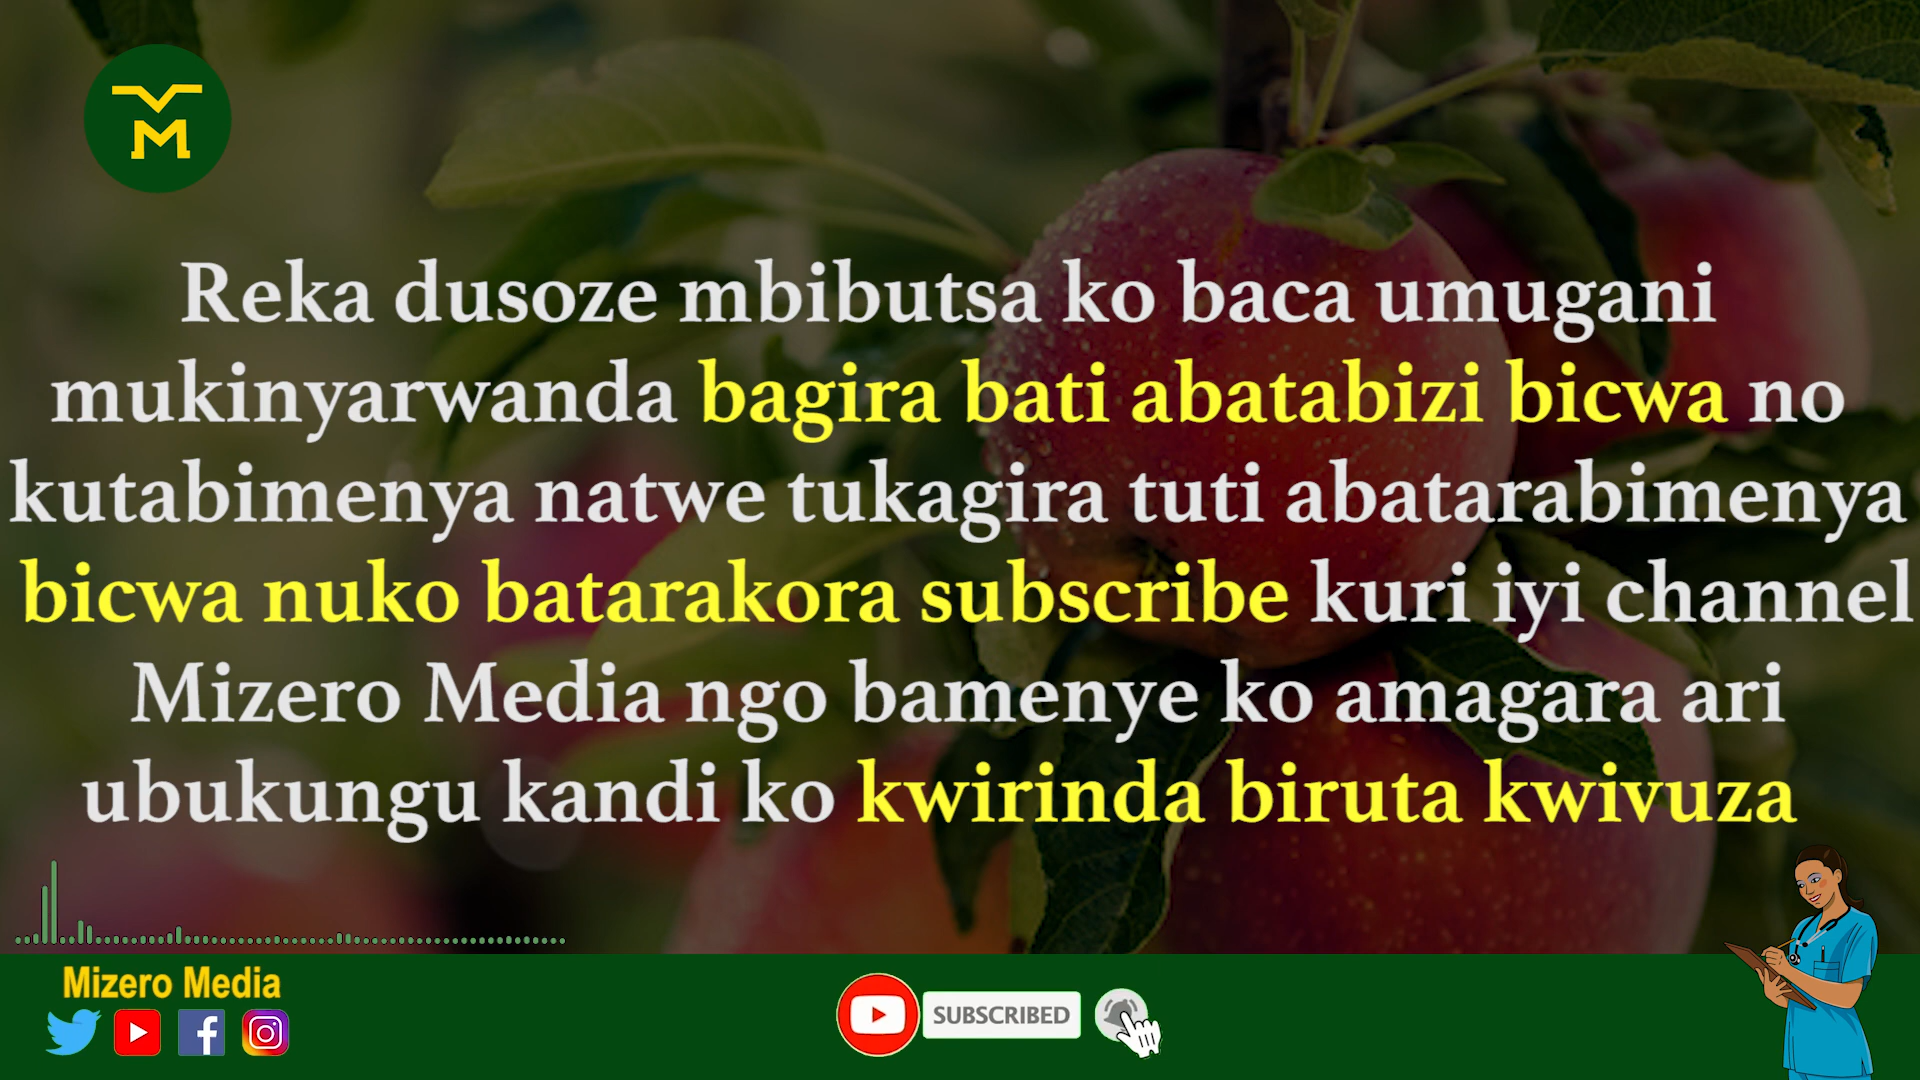 Reka dusoze mbibutsa ko baca umugani
mukinyarwanda bagira bati abatabizi bicwa no
kutabimenya natwe tukagira tuti abatarabimenya
bicwa nuko batarakora subscribe kuri iyi channel
Mizero Media ngo bamenye ko amagara ari
ubukungu kandi ko kwirinda biruta kwivuza
Mizero Media
SUBSCRIBED